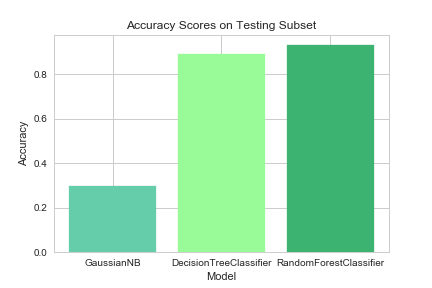 Accuracy Scores on Testing Subset
Accuracy
0.8
0.6
0.4
0.2
0.0
GaussianNB DecisionTreeClassifier RandomForestClassifier
Model